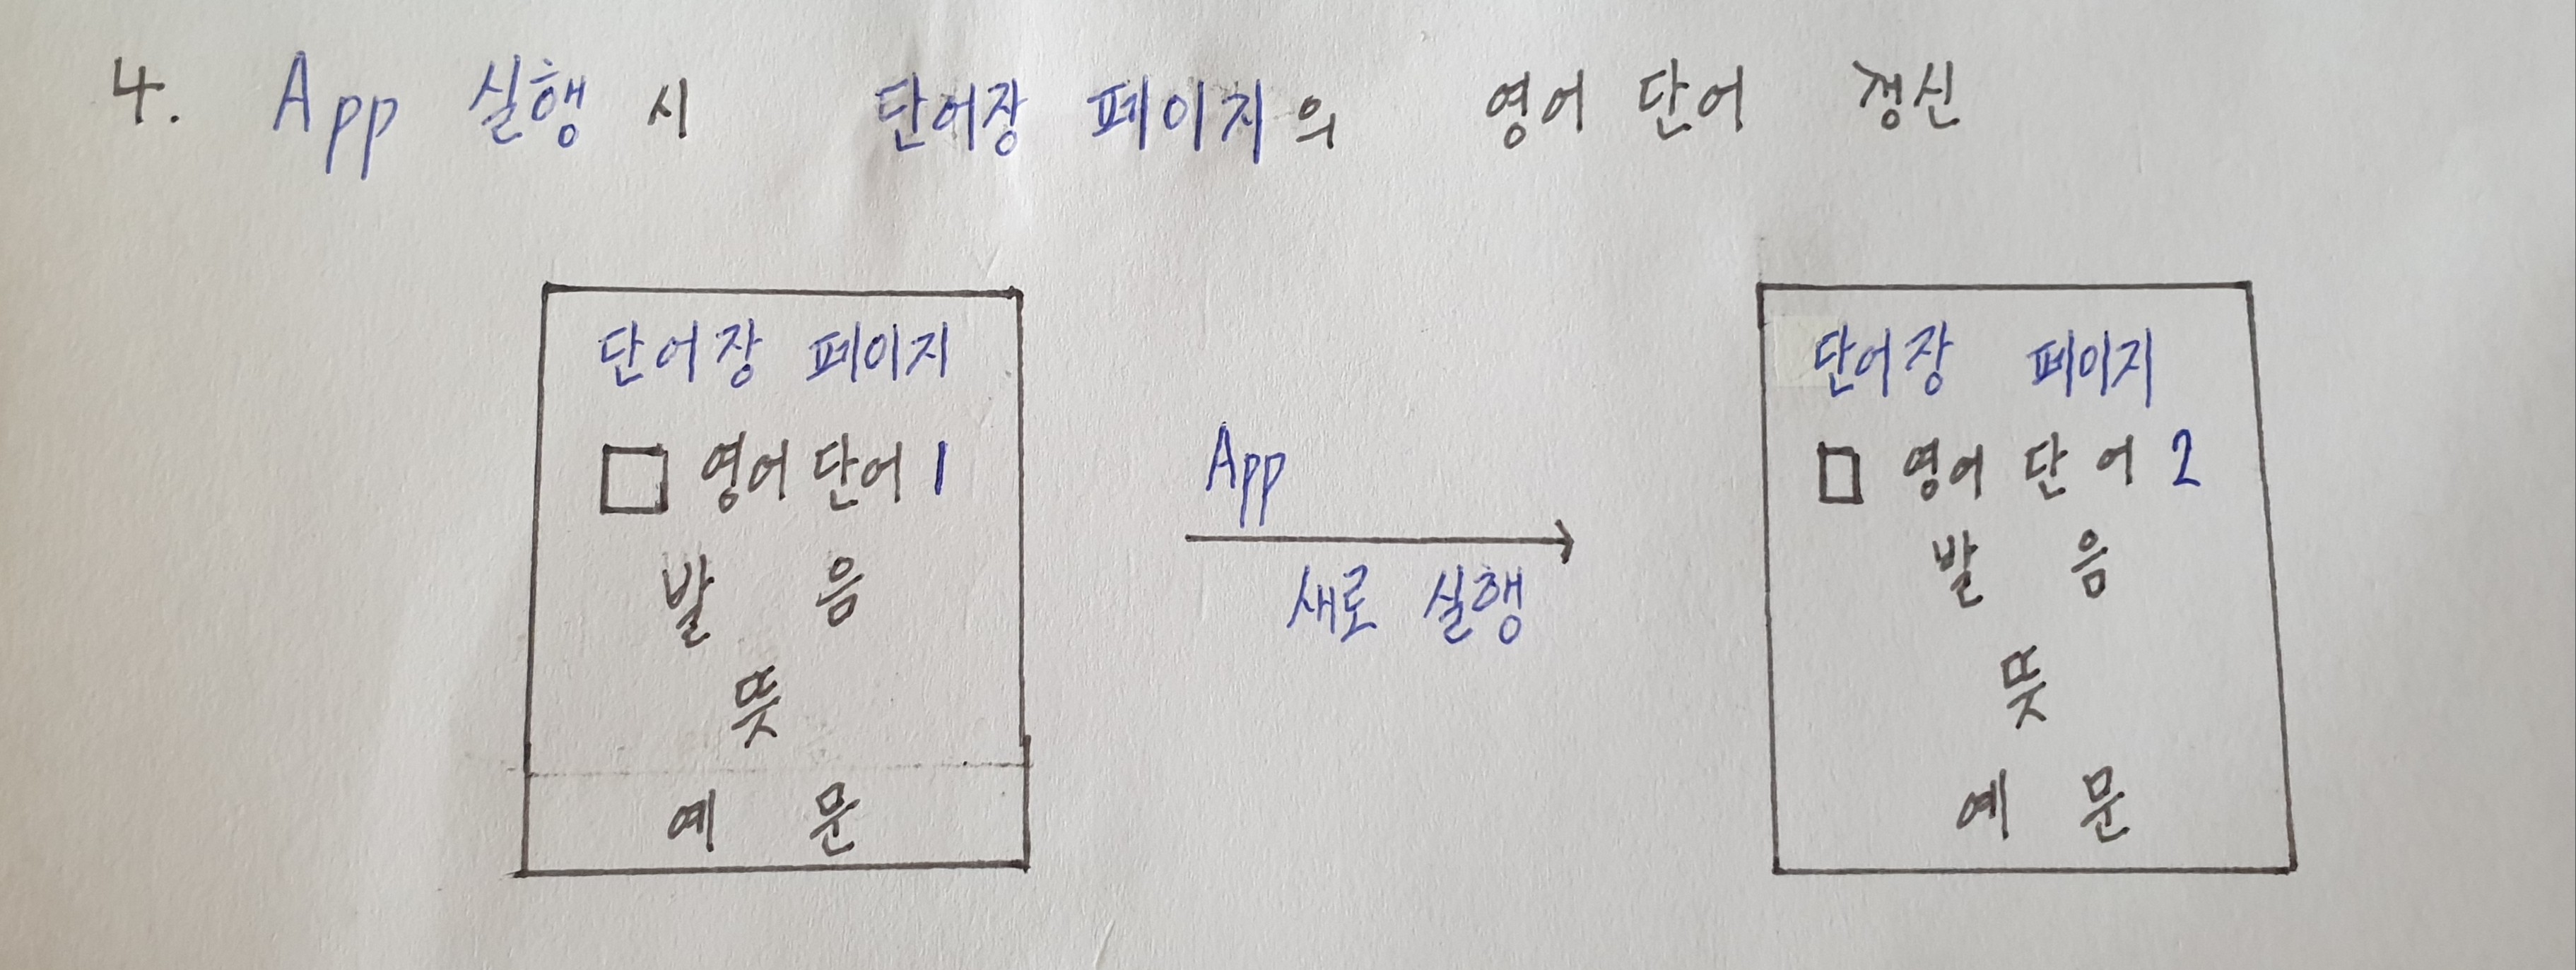 4. App 실행 시 단어장 페이지의 영어 단어 갱신
단어장 페이지
□ 영어 단어 1
발 음
뜻
예 문
App
새로 실행
단어장 페이지
□ 영어 단어 2
발 음
뜻
예 문